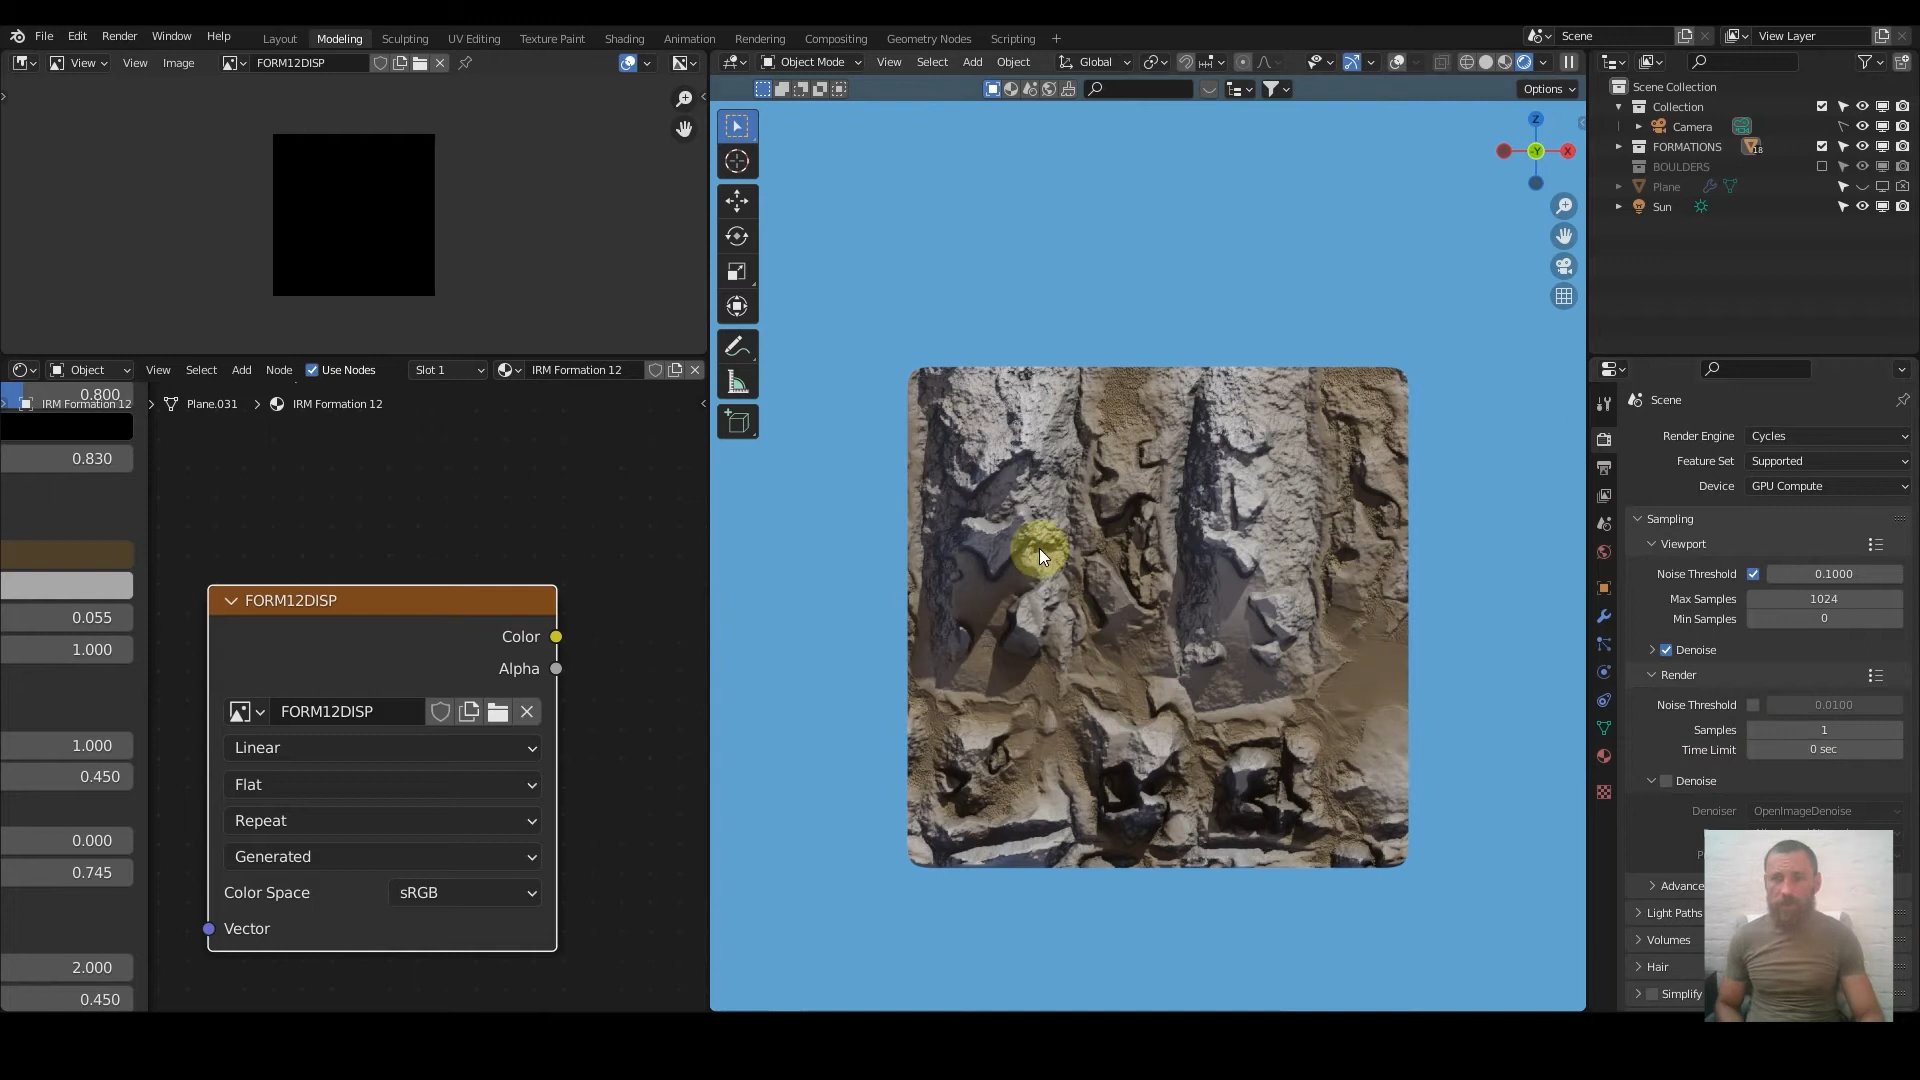 File Edit Render Window Help Layout Modeling Sculpting UV Editing Texture Paint Shading Animation Rendering Compositing Geometry Nodes Scripting + Scene View Layer
View View Image FORM12DISP Object Mode View Select Add Object Global
Options
Z
X
Y
Scene Collection
Collection
Camera
FORMATIONS 18
BOULDERS
Plane
Sun
Object View Select Add Node Use Nodes Slot 1 IRM Formation 12
0.800
IRM Formation 12 > Plane.031 > IRM Formation 12
0.830
0.055
1.000
1.000
0.450
0.000
0.745
2.000
0.450
FORM12DISP
Color
Alpha
FORM12DISP
Linear
Flat
Repeat
Generated
Color Space sRGB
Vector
Scene
Render Engine Cycles
Feature Set Supported
Device GPU Compute
Sampling
Viewport
Noise Threshold 0.1000
Max Samples 1024
Min Samples 0
Denoise
Render
Noise Threshold 0.0100
Samples 1
Time Limit 0 sec
Denoise
Denoiser OpenImageDenoise
Advance
Light Paths
Volumes
Hair
Simplify